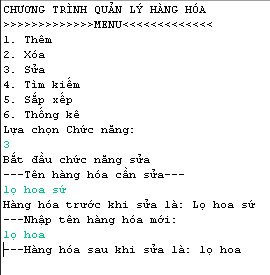 CHƯƠNG TRÌNH QUẢN LÝ HÀNG HÓA
>>>>>>>>>>>>>MENU<<<<<<<<<<<<<
1. Thêm
2. Xóa
3. Sửa
4. Tìm kiếm
5. Sắp xếp
6. Thống kê
Lựa chọn Chức năng:
3
Bắt đầu chức năng sửa
---Tên hàng hóa cần sửa---
lọ hoa sứ
Hàng hóa trước khi sửa là: Lọ hoa sứ
---Nhập tên hàng hóa mới:
lọ hoa
---Hàng hóa sau khi sửa là: lọ hoa